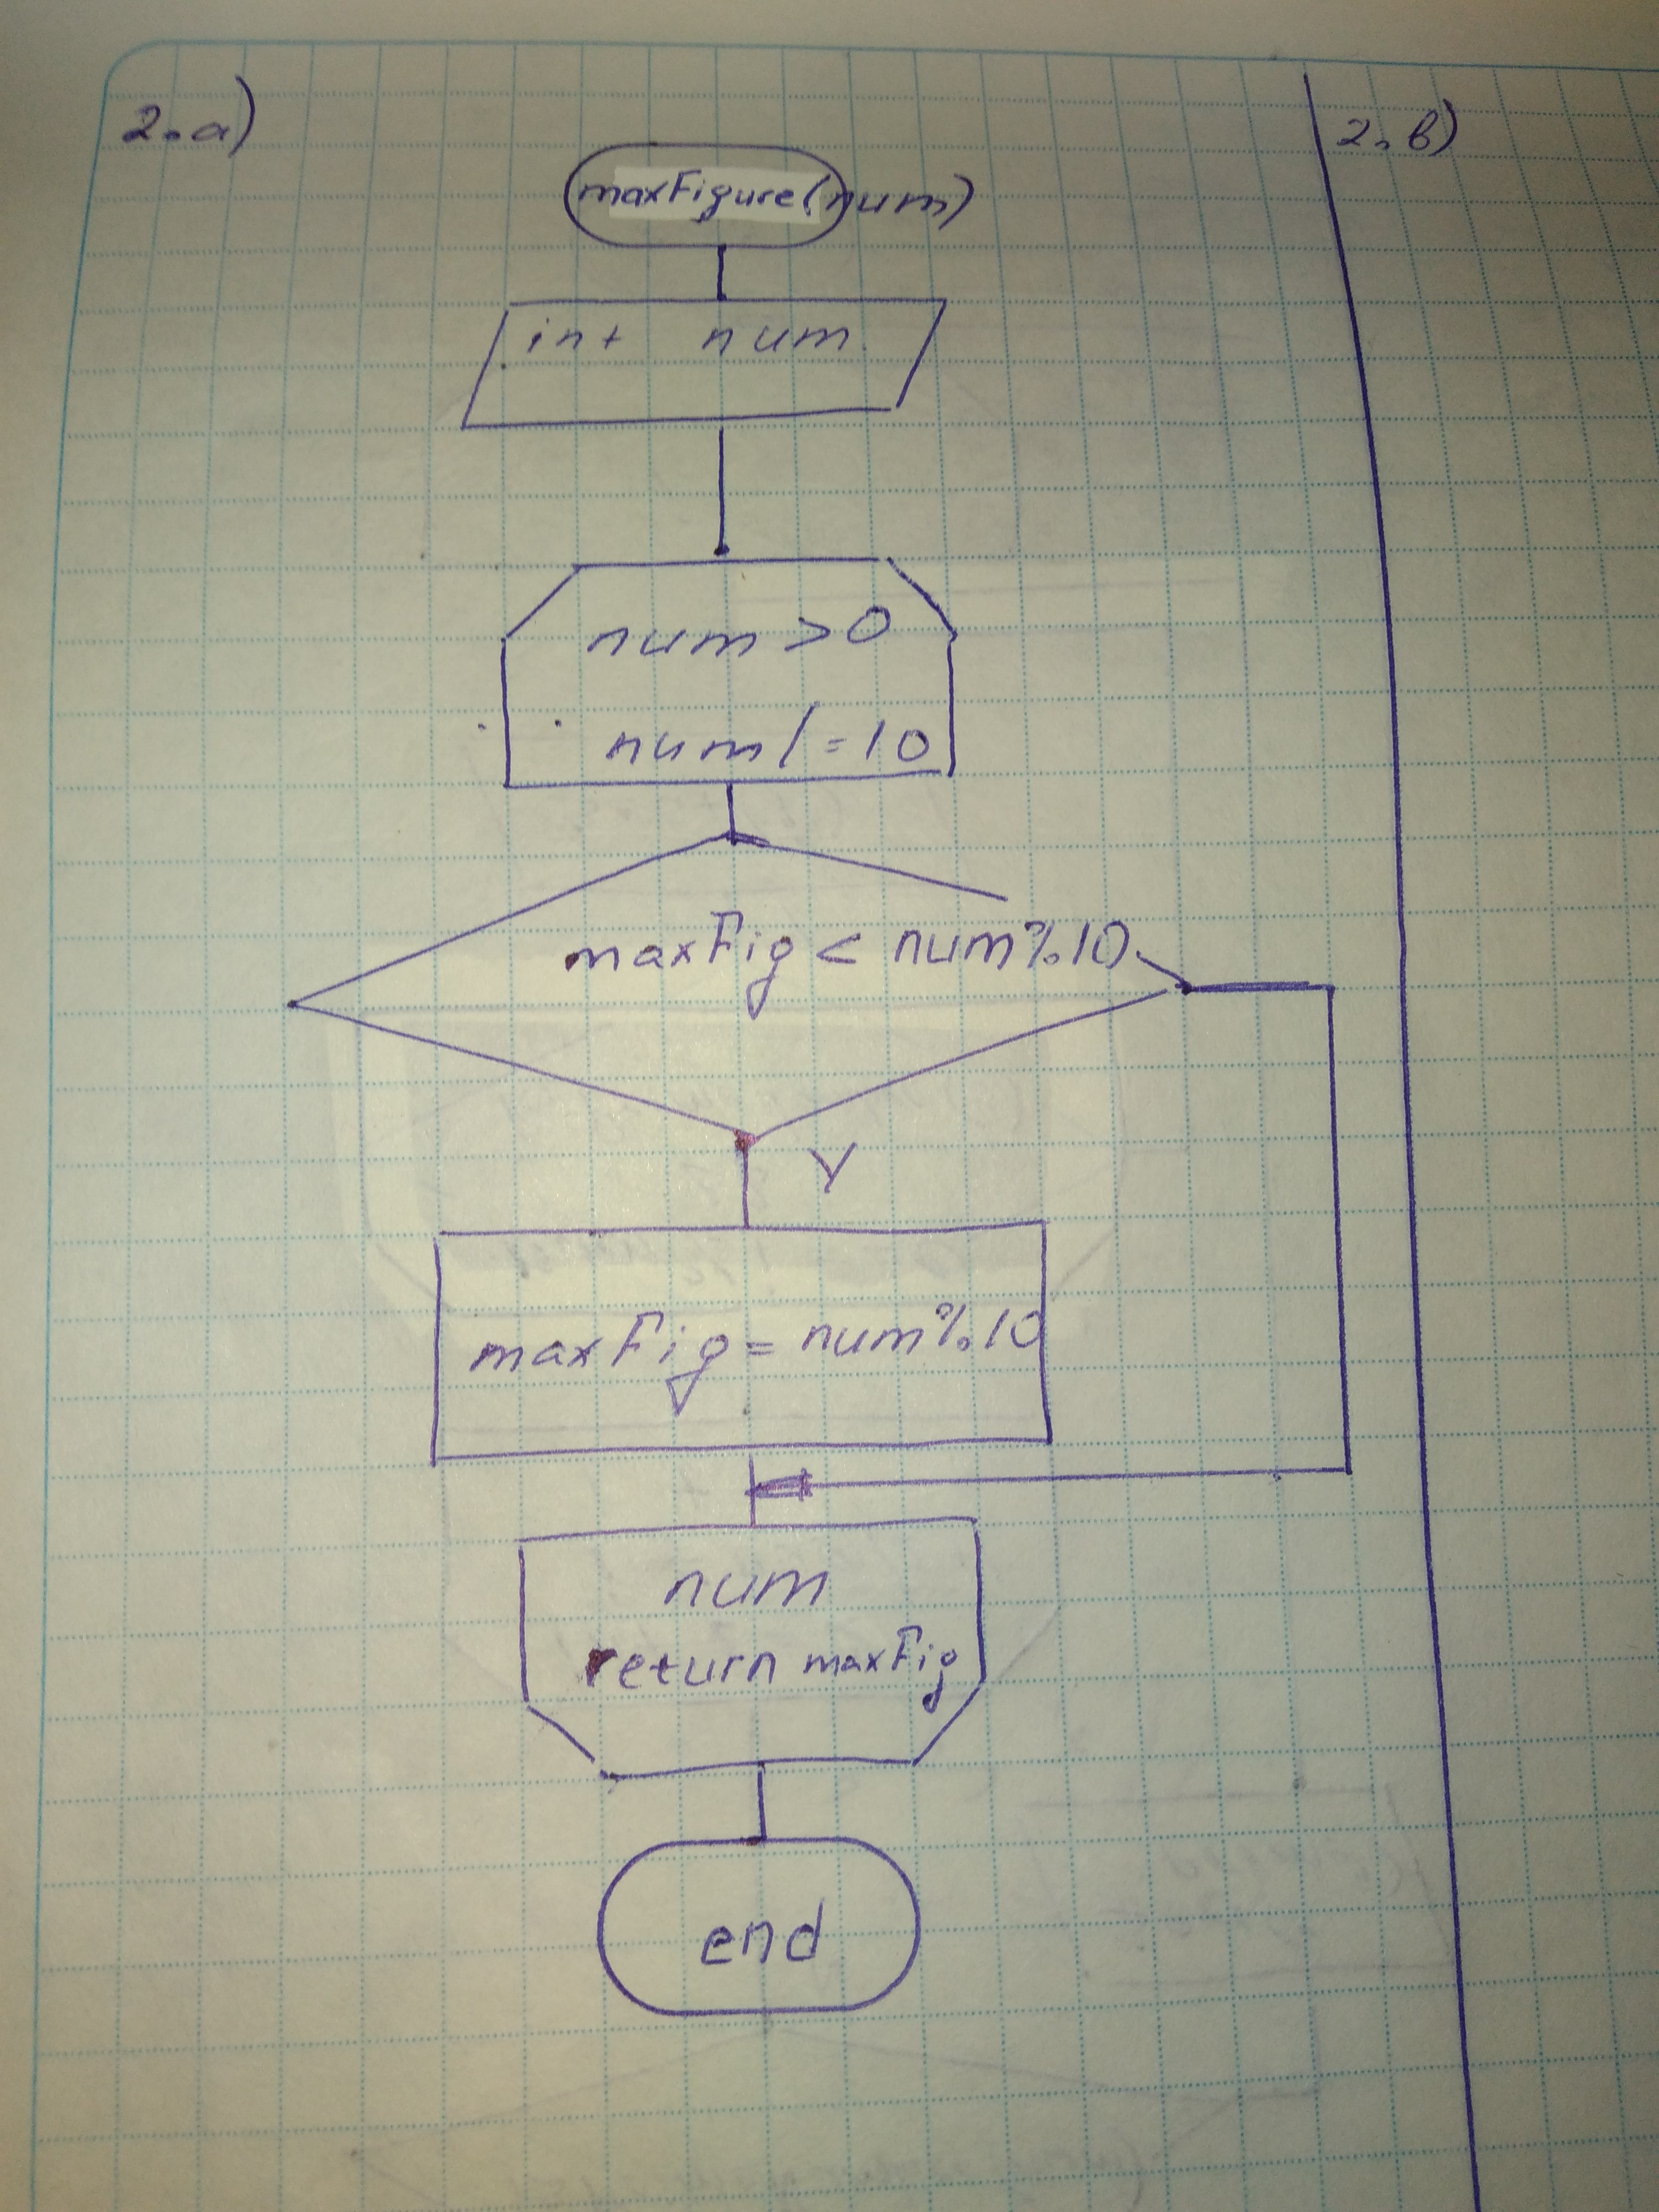 2.a)
2.b)
maxFigure(num)
int num
num >0
num/=10
maxFig < num%10
Y
maxFig = num%10
num
return maxFig
end